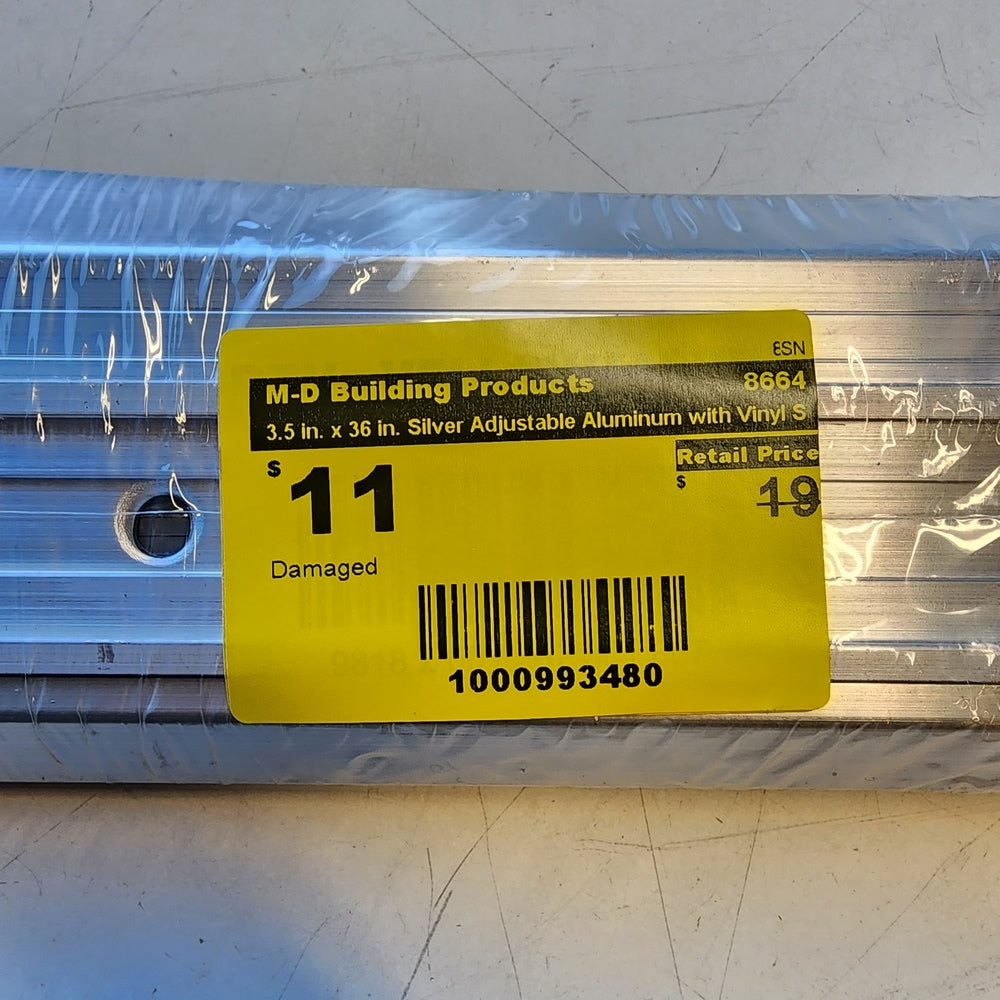 ESN
M-D Building Products 8664
3.5 in. x 36 in. Silver Adjustable Aluminum with Vinyl S
Retail Price
$ 11 $ 19
Damaged
1000993480